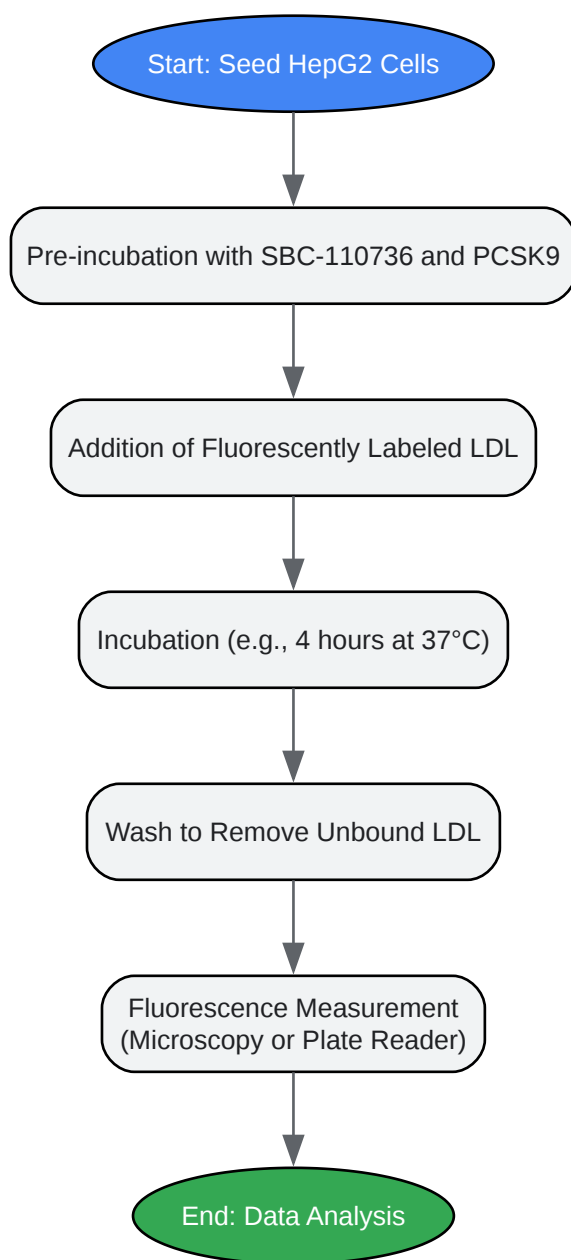 Start: Seed HepG2 Cells
Pre-incubation with SBC-110736 and PCSK9
Addition of Fluorescently Labeled LDL
Incubation (e.g., 4 hours at 37°C)
Wash to Remove Unbound LDL
Fluorescence Measurement
(Microscopy or Plate Reader)
End: Data Analysis